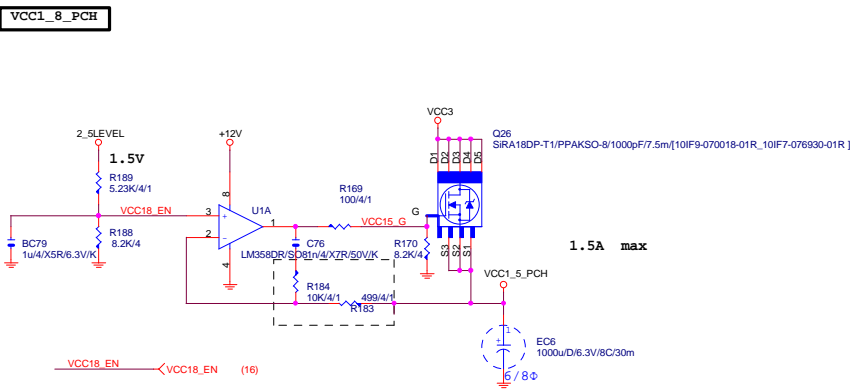 VCC1_8_PCH
VCC3
2_5LEVEL
+12V
Q26
SiRA18DP-T1/PPAKSO-8/1000pF/7.5m/[10IF9-070018-01R_10IF7-076930-01R ]
1.5V
D1
D2
D3
D4
D5
R189
5.23K/4/1
8
R169
100/4/1
VCC18_EN
3
+
U1A
1
VCC15_G
G
2
-
R188
8.2K/4
C76
R170
8.2K/4
S3
S2
S1
1.5A max
BC79
1u/4/X5R/6.3V/K
4
LM358DR/SO81n/4/X7R/50V/K
VCC1_5_PCH
R184
10K/4/1
499/4/1
R183
1
+
EC6
1000u/D/6.3V/8C/30m
6/8Φ
VCC18_EN
VCC18_EN (16)